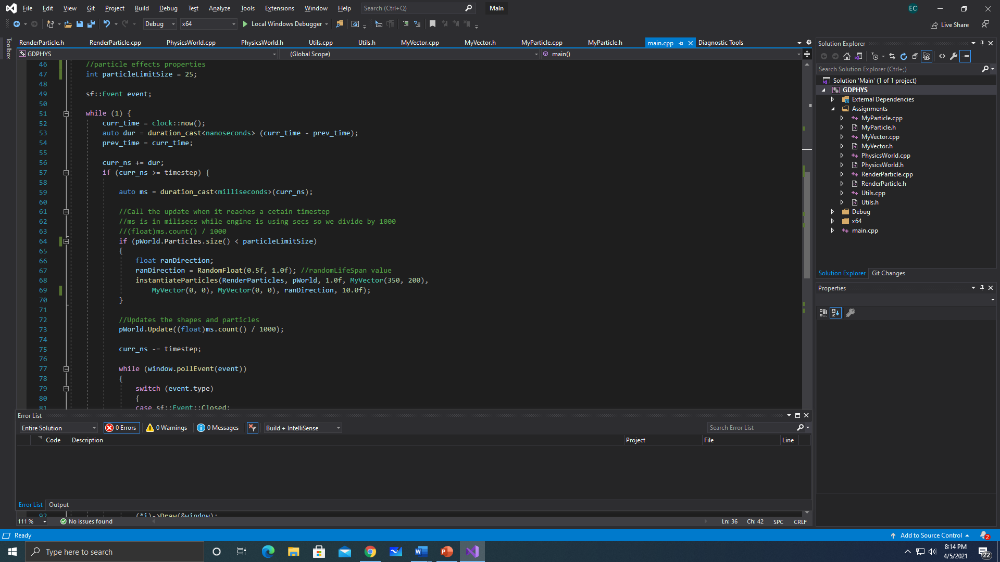 File Edit View Git Project Build Debug Test Analyze Tools Extensions Window Help Search (Ctrl+Q) Main EC
Debug x64 Local Windows Debugger Live Share
Toolbox
RenderParticle.h RenderParticle.cpp PhysicsWorld.cpp PhysicsWorld.h Utils.cpp Utils.h MyVector.cpp MyVector.h MyParticle.cpp MyParticle.h main.cpp Diagnostic Tools
GDPHYS (Global Scope) main()
46 //particle effects properties
47 int particleLimitSize = 25;
48
49 sf::Event event;
50
51 while (1) {
52 curr_time = clock::now();
53 auto dur = duration_cast<nanoseconds> (curr_time - prev_time);
54 prev_time = curr_time;
55
56 curr_ns += dur;
57 if (curr_ns >= timestep) {
58
59 auto ms = duration_cast<milliseconds>(curr_ns);
60
61 //Call the update when it reaches a cetain timestep
62 //ms is in milisecs while engine is using secs so we divide by 1000
63 //(float)ms.count() / 1000
64 if (pWorld.Particles.size() < particleLimitSize)
65 {
66 float ranDirection;
67 ranDirection = RandomFloat(0.5f, 1.0f); //randomLifeSpan value
68 instantiateParticles(RenderParticles, pWorld, 1.0f, MyVector(350, 200),
69 MyVector(0, 0), MyVector(0, 0), ranDirection, 10.0f);
70 }
71
72 //Updates the shapes and particles
73 pWorld.Update((float)ms.count() / 1000);
74
75 curr_ns -= timestep;
76
77 while (window.pollEvent(event))
78 {
79 switch (event.type)
80 {
81 case sf::Event::Closed:
Error List
Entire Solution 0 Errors 0 Warnings 0 Messages Build + IntelliSense Search Error List
Code Description Project File Line
Error List Output
92 (*i)->Draw(&window);
111 % No issues found Ln: 36 Ch: 42 SPC CRLF
Solution Explorer
Search Solution Explorer (Ctrl+;)
Solution 'Main' (1 of 1 project)
GDPHYS
External Dependencies
Assignments
MyParticle.cpp
MyParticle.h
MyVector.cpp
MyVector.h
PhysicsWorld.cpp
PhysicsWorld.h
RenderParticle.cpp
RenderParticle.h
Utils.cpp
Utils.h
Debug
x64
main.cpp
Solution Explorer Git Changes
Properties
Ready Add to Source Control 2
Type here to search 8:14 PM
4/5/2021 22